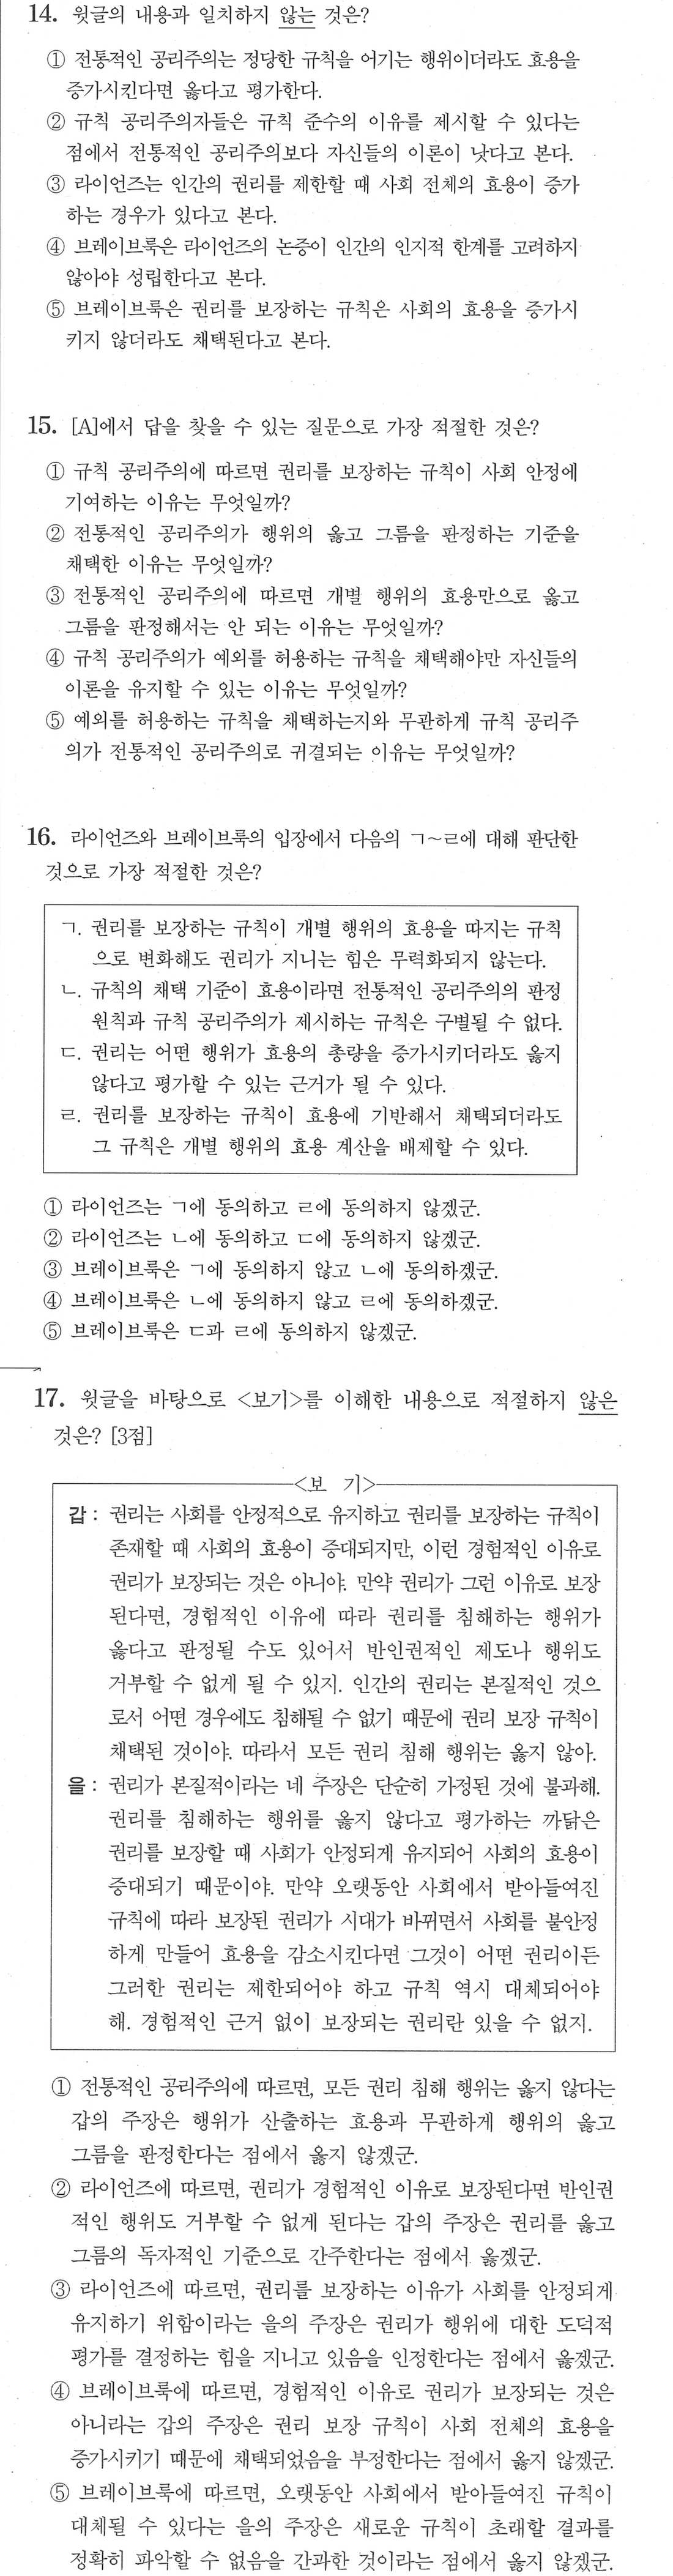 14. 윗글의 내용과 일치하지 않는 것은?
① 전통적인 공리주의는 정당한 규칙을 어기는 행위이더라도 효용을
증가시킨다면 옳다고 평가한다.
② 규칙 공리주의자들은 규칙 준수의 이유를 제시할 수 있다는
점에서 전통적인 공리주의보다 자신들의 이론이 낫다고 본다.
③ 라이언즈는 인간의 권리를 제한할 때 사회 전체의 효용이 증가
하는 경우가 있다고 본다.
④ 브레이브룩은 라이언즈의 논증이 인간의 인지적 한계를 고려하지
않아야 성립한다고 본다.
⑤ 브레이브룩은 권리를 보장하는 규칙은 사회의 효용을 증가시
키지 않더라도 채택된다고 본다.
15. [A]에서 답을 찾을 수 있는 질문으로 가장 적절한 것은?
① 규칙 공리주의에 따르면 권리를 보장하는 규칙이 사회 안정에
기여하는 이유는 무엇일까?
② 전통적인 공리주의가 행위의 옳고 그름을 판정하는 기준을
채택한 이유는 무엇일까?
③ 전통적인 공리주의에 따르면 개별 행위의 효용만으로 옳고
그름을 판정해서는 안 되는 이유는 무엇일까?
④ 규칙 공리주의가 예외를 허용하는 규칙을 채택해야만 자신들의
이론을 유지할 수 있는 이유는 무엇일까?
⑤ 예외를 허용하는 규칙을 채택하는지와 무관하게 규칙 공리주
의가 전통적인 공리주의로 귀결되는 이유는 무엇일까?
16. 라이언즈와 브레이브룩의 입장에서 다음의 ㄱ~ㄹ에 대해 판단한
것으로 가장 적절한 것은?
ㄱ. 권리를 보장하는 규칙이 개별 행위의 효용을 따지는 규칙
으로 변화해도 권리가 지니는 힘은 무력화되지 않는다.
ㄴ. 규칙의 채택 기준이 효용이라면 전통적인 공리주의의 판정
원칙과 규칙 공리주의가 제시하는 규칙은 구별될 수 없다.
ㄷ. 권리는 어떤 행위가 효용의 총량을 증가시키더라도 옳지
않다고 평가할 수 있는 근거가 될 수 있다.
ㄹ. 권리를 보장하는 규칙이 효용에 기반해서 채택되더라도
그 규칙은 개별 행위의 효용 계산을 배제할 수 있다.
① 라이언즈는 ㄱ에 동의하고 ㄹ에 동의하지 않겠군.
② 라이언즈는 ㄴ에 동의하고 ㄷ에 동의하지 않겠군.
③ 브레이브룩은 ㄱ에 동의하지 않고 ㄴ에 동의하겠군.
④ 브레이브룩은 ㄴ에 동의하지 않고 ㄹ에 동의하겠군.
⑤ 브레이브룩은 ㄷ과 ㄹ에 동의하지 않겠군.
17. 윗글을 바탕으로 <보기>를 이해한 내용으로 적절하지 않은
것은? [3점]
<보 기>
갑 : 권리는 사회를 안정적으로 유지하고 권리를 보장하는 규칙이
존재할 때 사회의 효용이 증대되지만, 이런 경험적인 이유로
권리가 보장되는 것은 아니야. 만약 권리가 그런 이유로 보장
된다면, 경험적인 이유에 따라 권리를 침해하는 행위가
옳다고 판정될 수도 있어서 반인권적인 제도나 행위도
거부할 수 없게 될 수 있지. 인간의 권리는 본질적인 것으
로서 어떤 경우에도 침해될 수 없기 때문에 권리 보장 규칙이
채택된 것이야. 따라서 모든 권리 침해 행위는 옳지 않아.
을 : 권리가 본질적이라는 네 주장은 단순히 가정된 것에 불과해.
권리를 침해하는 행위를 옳지 않다고 평가하는 까닭은
권리를 보장할 때 사회가 안정되게 유지되어 사회의 효용이
증대되기 때문이야. 만약 오랫동안 사회에서 받아들여진
규칙에 따라 보장된 권리가 시대가 바뀌면서 사회를 불안정
하게 만들어 효용을 감소시킨다면 그것이 어떤 권리이든
그러한 권리는 제한되어야 하고 규칙 역시 대체되어야
해. 경험적인 근거 없이 보장되는 권리란 있을 수 없지.
① 전통적인 공리주의에 따르면, 모든 권리 침해 행위는 옳지 않다는
갑의 주장은 행위가 산출하는 효용과 무관하게 행위의 옳고
그름을 판정한다는 점에서 옳지 않겠군.
② 라이언즈에 따르면, 권리가 경험적인 이유로 보장된다면 반인권
적인 행위도 거부할 수 없게 된다는 갑의 주장은 권리를 옳고
그름의 독자적인 기준으로 간주한다는 점에서 옳겠군.
③ 라이언즈에 따르면, 권리를 보장하는 이유가 사회를 안정되게
유지하기 위함이라는 을의 주장은 권리가 행위에 대한 도덕적
평가를 결정하는 힘을 지니고 있음을 인정한다는 점에서 옳겠군.
④ 브레이브룩에 따르면, 경험적인 이유로 권리가 보장되는 것은
아니라는 갑의 주장은 권리 보장 규칙이 사회 전체의 효용을
증가시키기 때문에 채택되었음을 부정한다는 점에서 옳지 않겠군.
⑤ 브레이브룩에 따르면, 오랫동안 사회에서 받아들여진 규칙이
대체될 수 있다는 을의 주장은 새로운 규칙이 초래할 결과를
정확히 파악할 수 없음을 간과한 것이라는 점에서 옳지 않겠군.